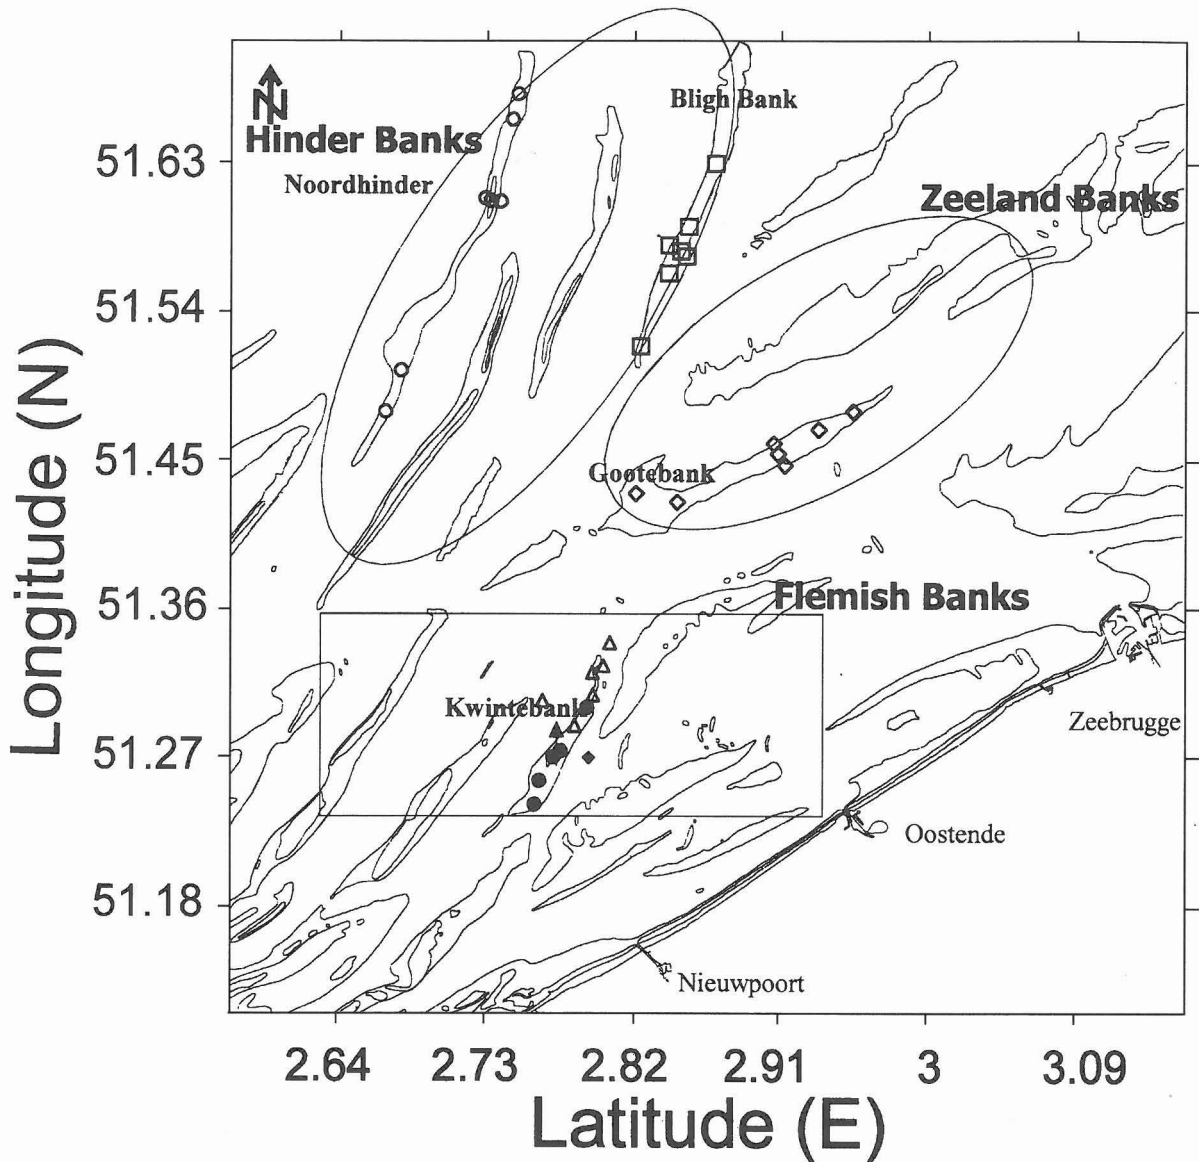 N
Hinder Banks
Noordhinder
Bligh Bank
Zeeland Banks
Gootebank
Flemish Banks
Kwintebank
Zeebrugge
Oostende
Nieuwpoort
51.63
51.54
51.45
51.36
51.27
51.18
Longitude (N)
2.64 2.73 2.82 2.91 3 3.09
Latitude (E)